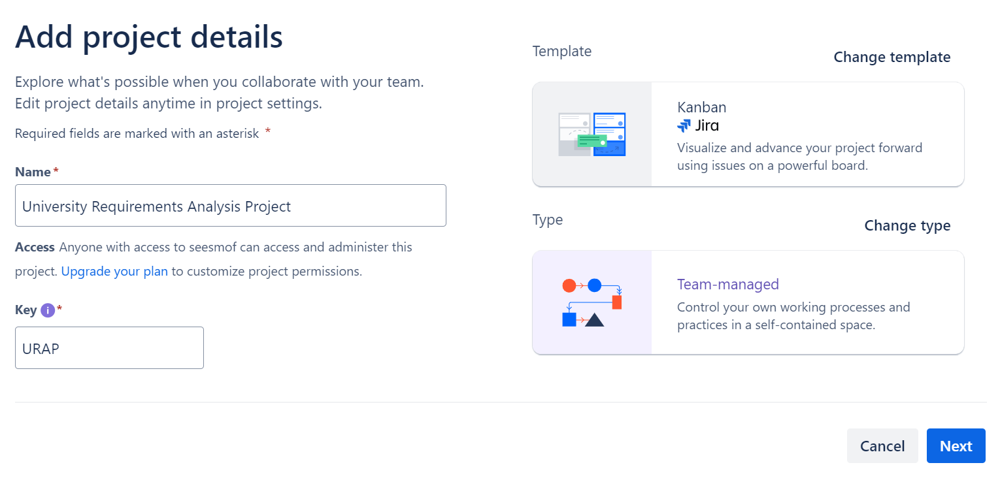 Add project details
Explore what's possible when you collaborate with your team.
Edit project details anytime in project settings.
Required fields are marked with an asterisk *
Name *
University Requirements Analysis Project
Access Anyone with access to seesmof can access and administer this
project. Upgrade your plan to customize project permissions.
Key i *
URAP
Template
Change template
Kanban
Jira
Visualize and advance your project forward
using issues on a powerful board.
Type
Change type
Team-managed
Control your own working processes and
practices in a self-contained space.
Cancel
Next